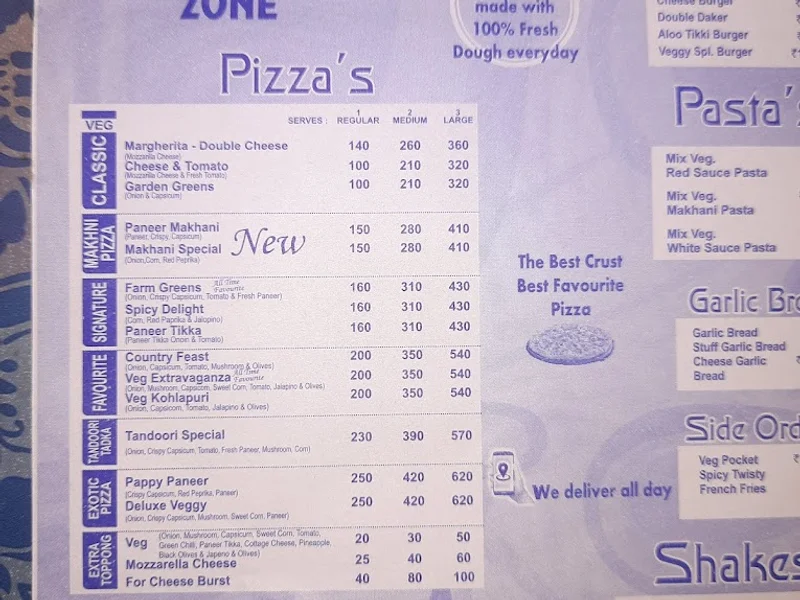 ZONE
made with
100% Fresh
Dough everyday
Pizza's
VEG
SERVES :
1 REGULAR
2 MEDIUM
3 LARGE
CLASSIC
Margherita - Double Cheese 140 260 360
(Mozzarella Cheese)
Cheese & Tomato 100 210 320
(Mozzarella Cheese & Fresh Tomato)
Garden Greens 100 210 320
(Onion & Capsicum)
MAKHNI PIZZA
Paneer Makhani 150 280 410
(Paneer, Crispy Capsicum)
Makhani Special 150 280 410
(Onion,Corn, Red Peprika)
New
SIGNATURE
Farm Greens All Time Favourite 160 310 430
(Onion, Crispy Capsicum, Tomato & Fresh Paneer)
Spicy Delight 160 310 430
(Corn, Red Paprika & Jalopino)
Paneer Tikka 160 310 430
(Paneer Tikka Onoin & Tomato)
FAVOURITE
Country Feast 200 350 540
(Onion, Capsicum, Tomato, Mushroom & Olives)
Veg Extravaganza All Time Favourite 200 350 540
(Onion, Mushroom, Capsicum, Sweet Corn, Tomato, Jalapino & Olives)
Veg Kohlapuri 200 350 540
(Onion, Capsicum, Tomato, Jalapino & Olives)
TANDOORI TADKA
Tandoori Special 230 390 570
(Onion, Crispy Capsicum, Tomato, Fresh Paneer, Mushroom, Corn)
EXOTIC PIZZA
Pappy Paneer 250 420 620
(Crispy Capsicum, Red Peprika, Paneer)
Deluxe Veggy 250 420 620
(Onion, Crispy Capsicum, Mushroom, Sweet Corn, Paneer)
EXTRA TOPPONG
Veg 20 30 50
(Onion, Mushroom, Capsicum, Sweet Corn, Tomato,
Green Chilli, Paneer Tikka, Cottage Cheese, Pineapple,
Black Olives & Japeno & Olives)
Mozzarella Cheese 25 40 60
For Cheese Burst 40 80 100
The Best Crust
Best Favourite
Pizza
We deliver all day
Cheese Burger
Double Daker
Aloo Tikki Burger
Veggy Spl. Burger
Pasta's
Mix Veg.
Red Sauce Pasta
Mix Veg.
Makhani Pasta
Mix Veg.
White Sauce Pasta
Garlic Bre
Garlic Bread
Stuff Garlic Bread
Cheese Garlic
Bread
Side Ord
Veg Pocket
Spicy Twisty
French Fries
Shakes